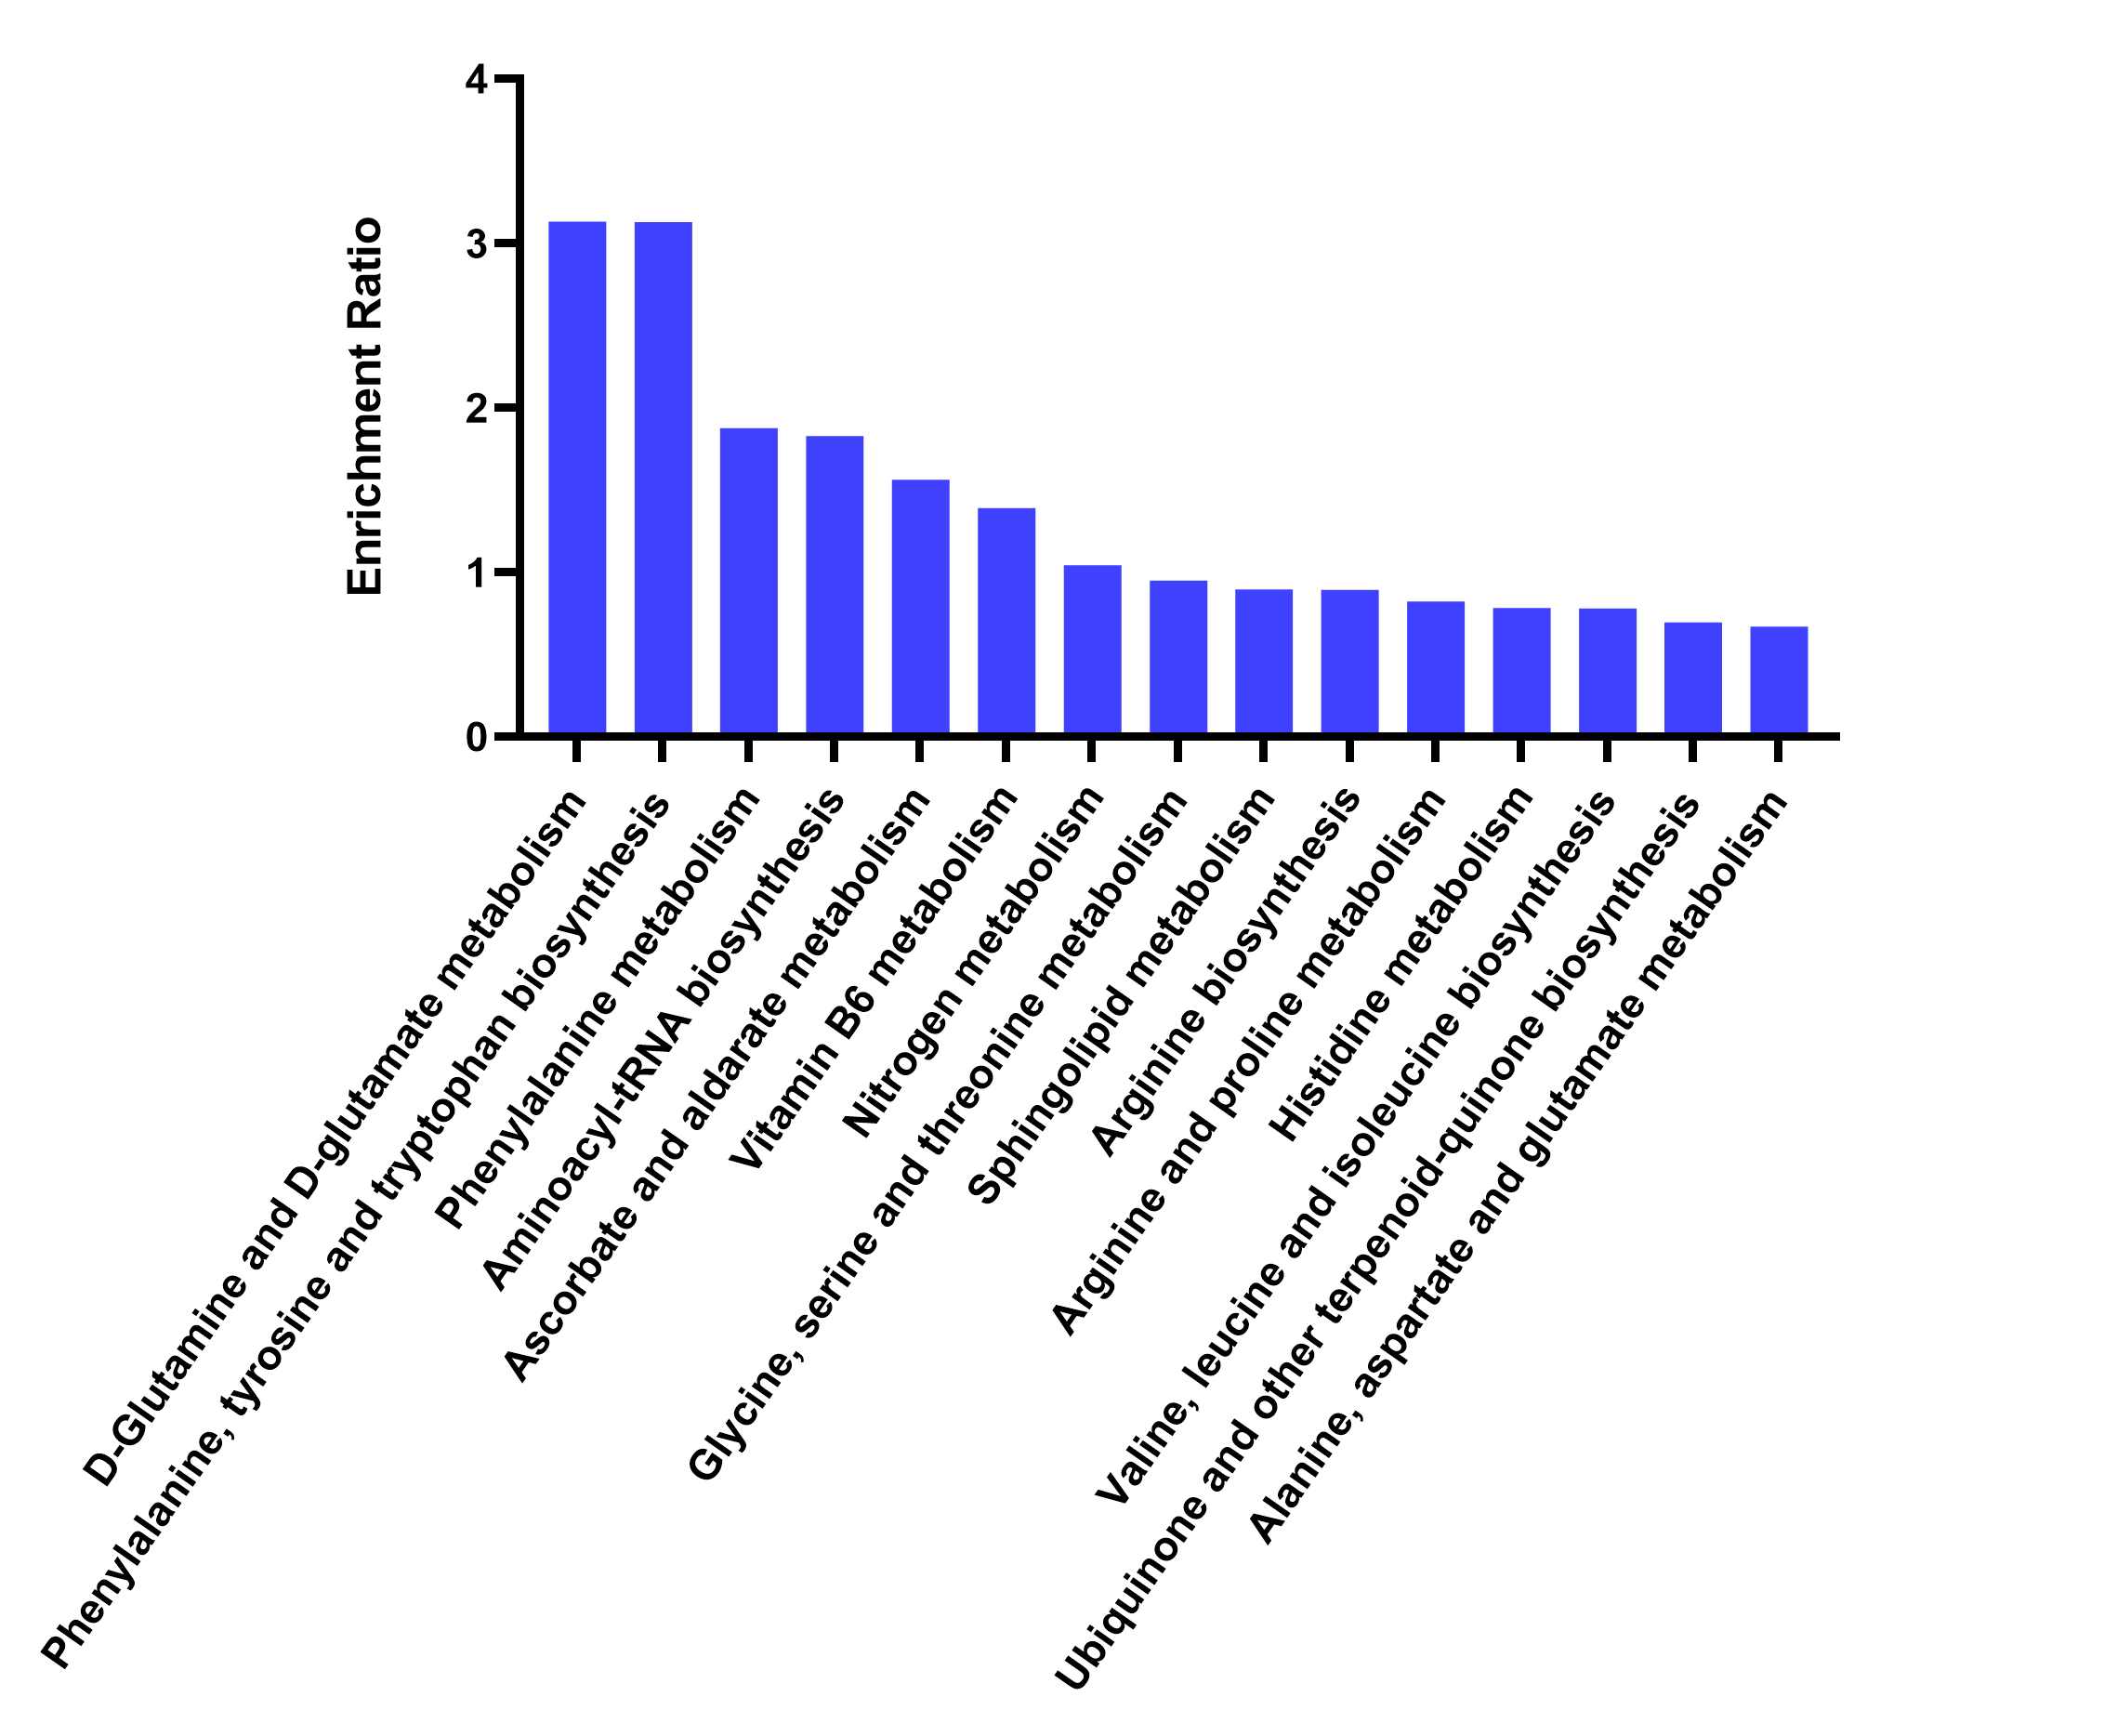 Enrichment Ratio
4
3
2
1
0
D-Glutamine and D-glutamate metabolism
Phenylalanine, tyrosine and tryptophan biosynthesis
Phenylalanine metabolism
Aminoacyl-tRNA biosynthesis
Ascorbate and aldarate metabolism
Vitamin B6 metabolism
Nitrogen metabolism
Glycine, serine and threonine metabolism
Sphingolipid metabolism
Arginine biosynthesis
Arginine and proline metabolism
Histidine metabolism
Valine, leucine and isoleucine biosynthesis
Ubiquinone and other terpenoid-quinone biosynthesis
Alanine, aspartate and glutamate metabolism